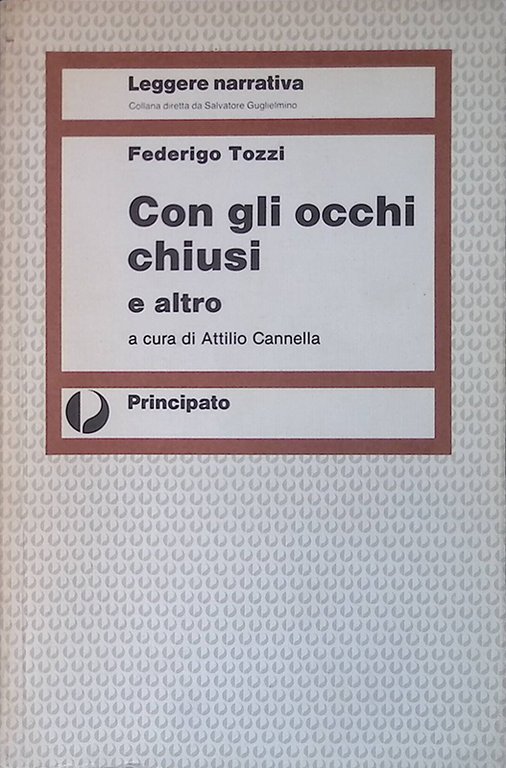 Leggere narrativa
Collana diretta da Salvatore Guglielmino
Federigo Tozzi
Con gli occhi
chiusi
e altro
a cura di Attilio Cannella
Principato